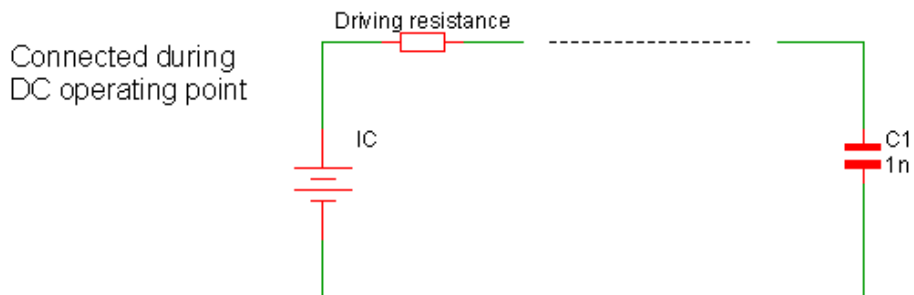 Driving resistance
Connected during
DC operating point
IC
C1
1n